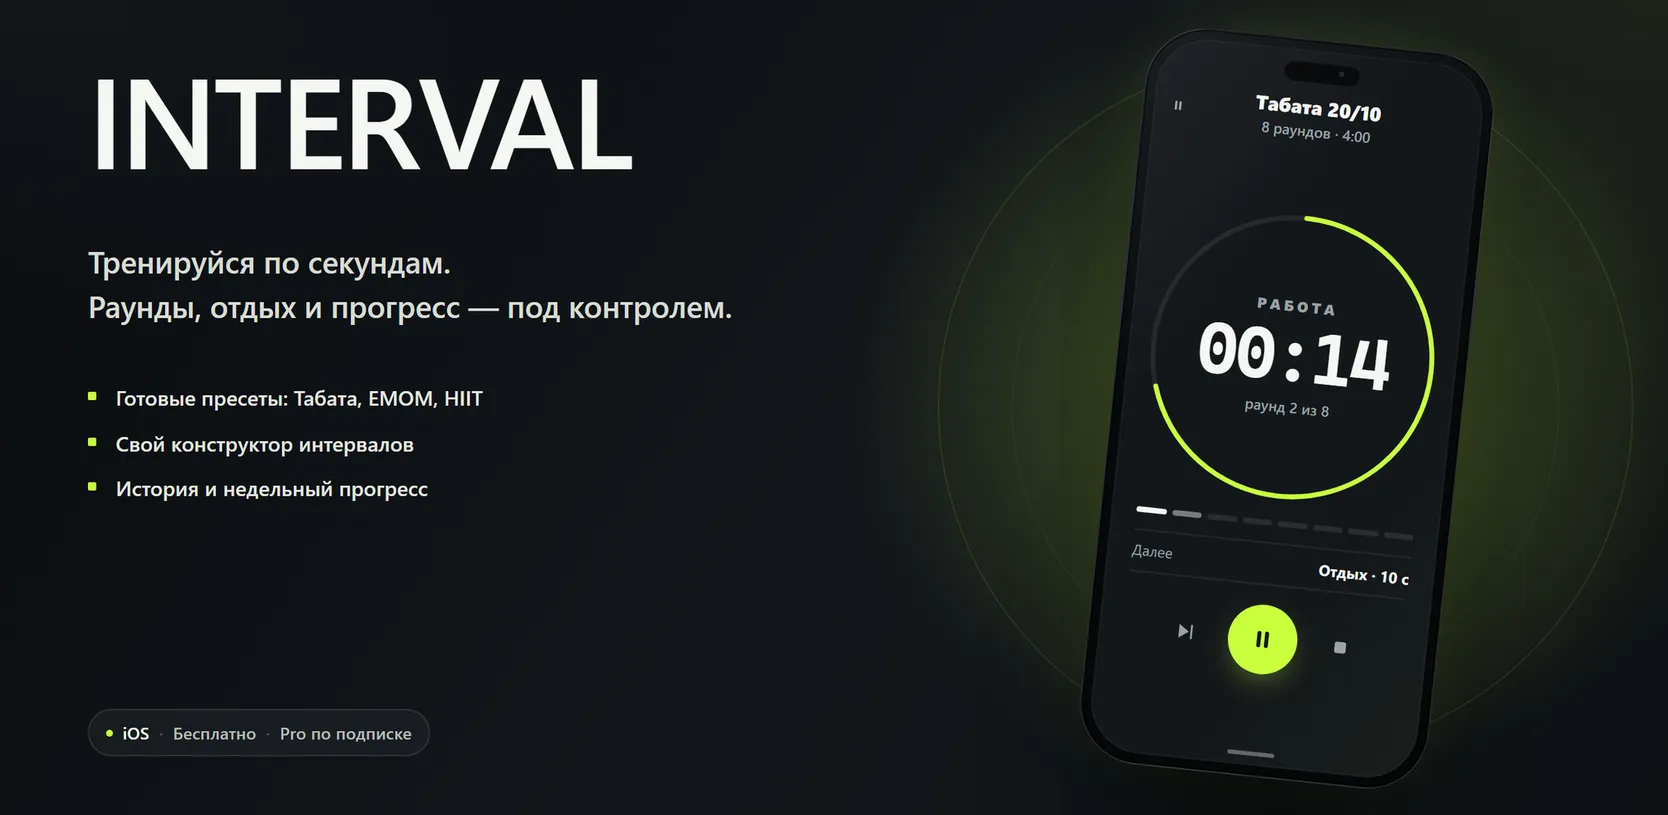 INTERVAL
Тренируйся по секундам.
Раунды, отдых и прогресс — под контролем.
Готовые пресеты: Табата, EMOM, HIIT
Свой конструктор интервалов
История и недельный прогресс
iOS · Бесплатно · Pro по подписке
Табата 20/10
8 раундов · 4:00
РАБОТА
00:14
раунд 2 из 8
Далее
Отдых · 10 с